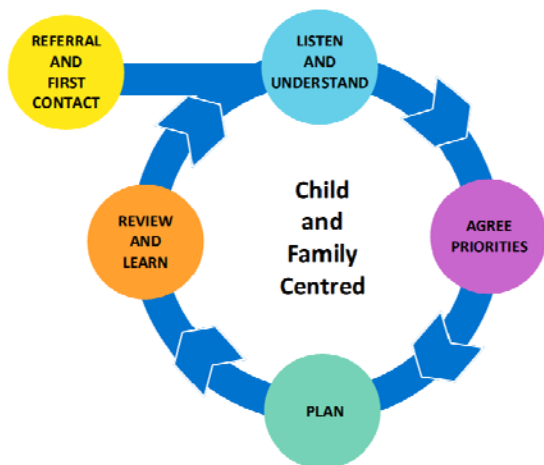 REFERRAL
AND
FIRST
CONTACT
LISTEN
AND
UNDERSTAND
AGREE
PRIORITIES
PLAN
REVIEW
AND
LEARN
Child
and
Family
Centred